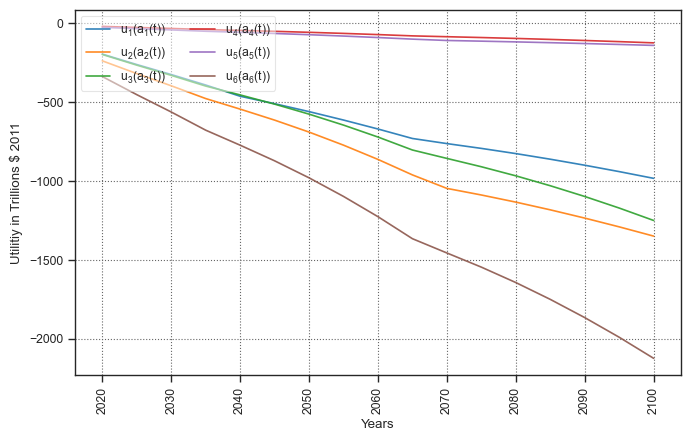 0
−500
−1000
−1500
−2000
Utilitiy in Trillions $ 2011
u₁(a₁(t)) u₄(a₄(t))
u₂(a₂(t)) u₅(a₅(t))
u₃(a₃(t)) u₆(a₆(t))
2020 2030 2040 2050 2060 2070 2080 2090 2100
Years